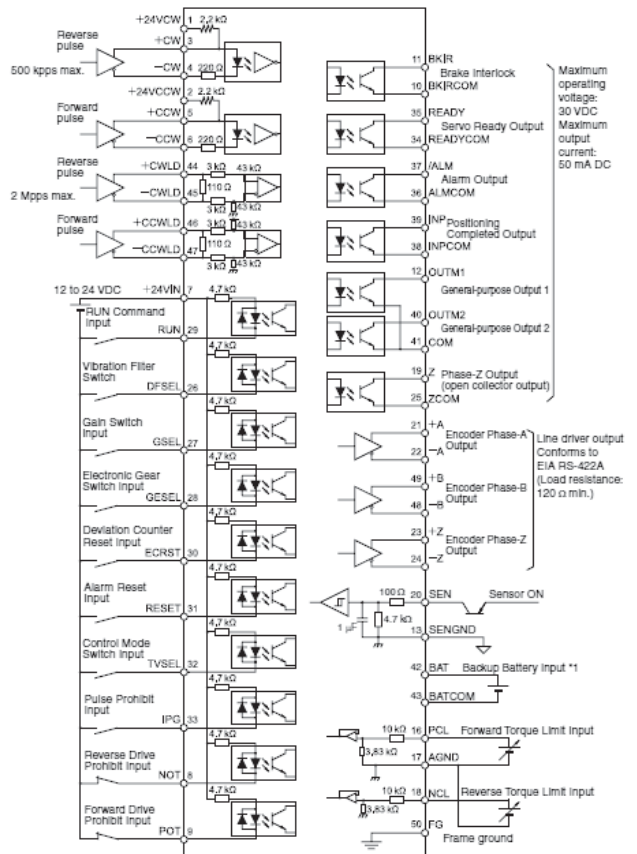 +24VCW 1 2.2 kΩ
Reverse
pulse
+CW 3
−CW 4 220 Ω
500 kpps max.
+24VCCW
2 2.2 kΩ
Forward
pulse
+CCW 5
−CCW 6 220 Ω
Reverse
pulse
+CWLD 44 3 kΩ 43 kΩ
110 Ω
−CWLD 45
2 Mpps max.
3 kΩ 43 kΩ
Forward
pulse
+CCWLD 46 3 kΩ 43 kΩ
110 Ω
−CCWLD
47
3 kΩ 43 kΩ
12 to 24 VDC
+24VIN 7 4.7 kΩ
RUN Command
Input
RUN 29
4.7 kΩ
Vibration Filter
Switch
DFSEL 26
4.7 kΩ
Gain Switch
Input
GSEL 27
4.7 kΩ
Electronic Gear
Switch Input
GESEL 28
4.7 kΩ
Deviation Counter
Reset Input
ECRST 30
4.7 kΩ
Alarm Reset
Input
RESET 31
4.7 kΩ
Control Mode
Switch Input
TVSEL 32
4.7 kΩ
Pulse Prohibit
Input
IPG 33
4.7 kΩ
Reverse Drive
Prohibit Input
NOT 8
4.7 kΩ
Forward Drive
Prohibit Input
POT 9
11 BKIR
Brake Interlock
10 BKIRCOM
35 READY
Servo Ready Output
34 READYCOM
37 /ALM
Alarm Output
36 ALMCOM
39 INP
Positioning
Completed Output
38 INPCOM
12 OUTM1
General-purpose Output 1
40 OUTM2
General-purpose Output 2
41 COM
19 Z
Phase-Z Output
(open collector output)
25 ZCOM
Maximum
operating
voltage:
30 VDC
Maximum
output
current:
50 mA DC
21 +A
Encoder Phase-A
Output
22 −A
49 +B
Encoder Phase-B
Output
48 −B
23 +Z
Encoder Phase-Z
Output
24 −Z
Line driver output
Conforms to
EIA RS-422A
(Load resistance:
120 Ω min.)
100 Ω 20 SEN Sensor ON
1 µF
4.7 kΩ
13 SENGND
42 BAT
Backup Battery Input *1
43 BATCOM
10 kΩ 16 PCL Forward Torque Limit Input
3.83 kΩ
17 AGND
10 kΩ 18 NCL Reverse Torque Limit Input
3.83 kΩ
50 FG
Frame ground